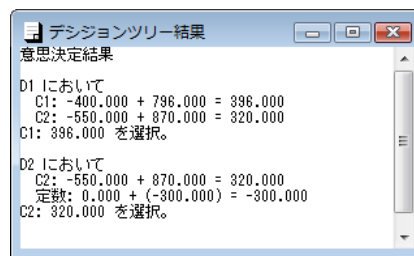 デシジョンツリー結果
意思決定結果
D1 において
C1: -400.000 + 796.000 = 396.000
C2: -550.000 + 870.000 = 320.000
C1: 396.000 を選択。
D2 において
C2: -550.000 + 870.000 = 320.000
定数: 0.000 + (-300.000) = -300.000
C2: 320.000 を選択。